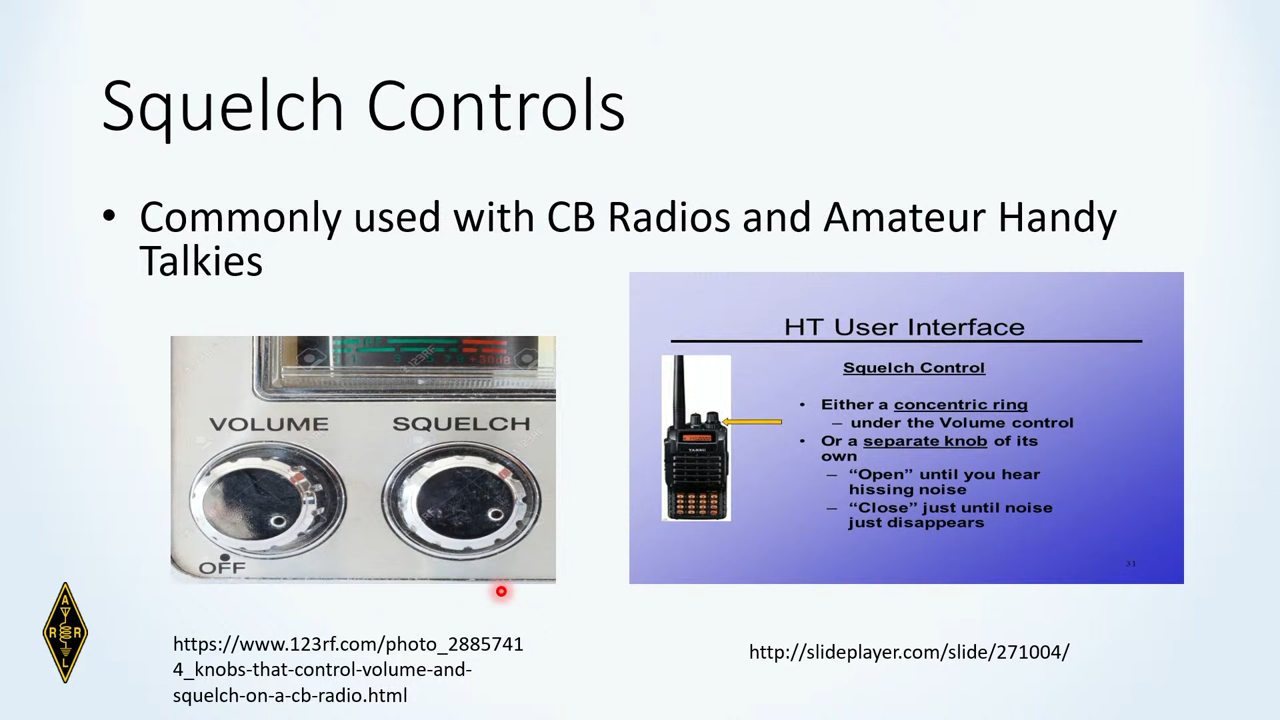 Squelch Controls
• Commonly used with CB Radios and Amateur Handy
Talkies
VOLUME
SQUELCH
OFF
HT User Interface
Squelch Control
• Either a concentric ring
– under the Volume control
• Or a separate knob of its
own
– “Open” until you hear
hissing noise
– “Close” just until noise
just disappears
31
A
R R
L
https://www.123rf.com/photo_2885741
4_knobs-that-control-volume-and-
squelch-on-a-cb-radio.html
http://slideplayer.com/slide/271004/